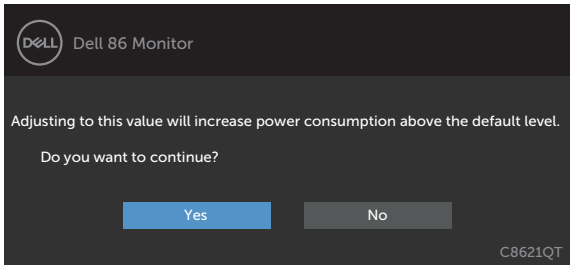 DELL
Dell 86 Monitor
Adjusting to this value will increase power consumption above the default level.
Do you want to continue?
Yes
No
C8621QT